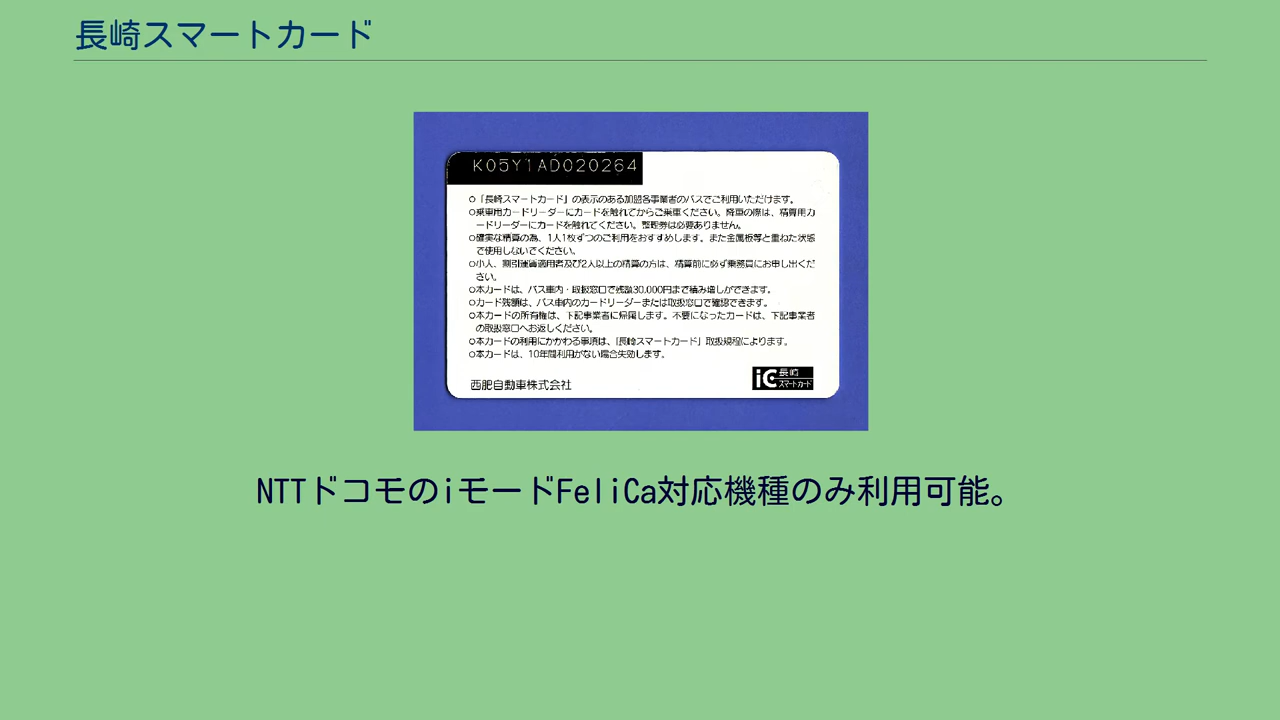 長崎スマートカード
K05Y1AD020264
○「長崎スマートカード」の表示のある加盟各事業者のバスでご利用いただけます。
○乗車用カードリーダーにカードを触れてからご乗車ください。降車の際は、精算用カ
ードリーダーにカードを触れてください。整理券は必要ありません。
○確実な精算の為、1人1枚ずつのご利用をおすすめします。また金属板等と重ねた状態
で使用しないでください。
○小人、割引運賃適用者及び2人以上の精算の方は、精算前に必ず乗務員にお申し出くだ
さい。
○本カードは、バス車内・取扱窓口で残額30,000円まで積み増しができます。
○カード残額は、バス車内のカードリーダーまたは取扱窓口で確認できます。
○本カードの所有権は、下記事業者に帰属します。不要になったカードは、下記事業者
の取扱窓口へお返しください。
○本カードの利用にかかわる事項は、「長崎スマートカード」取扱規程によります。
○本カードは、10年間利用がない場合失効します。
西肥自動車株式会社
iC 長崎
スマートカード
NTTドコモのiモードFeliCa対応機種のみ利用可能。